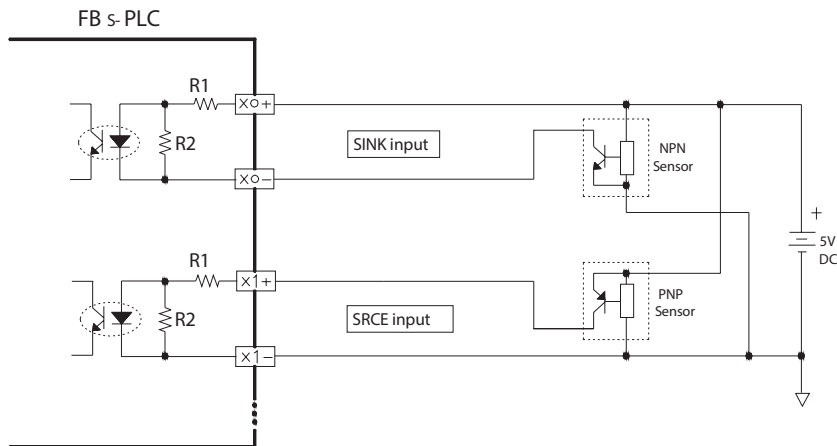 FB s- PLC
R1
X0+
R2
SINK input
NPN
Sensor
X0-
+
5V
DC
R1
X1+
R2
SRCE input
PNP
Sensor
X1-